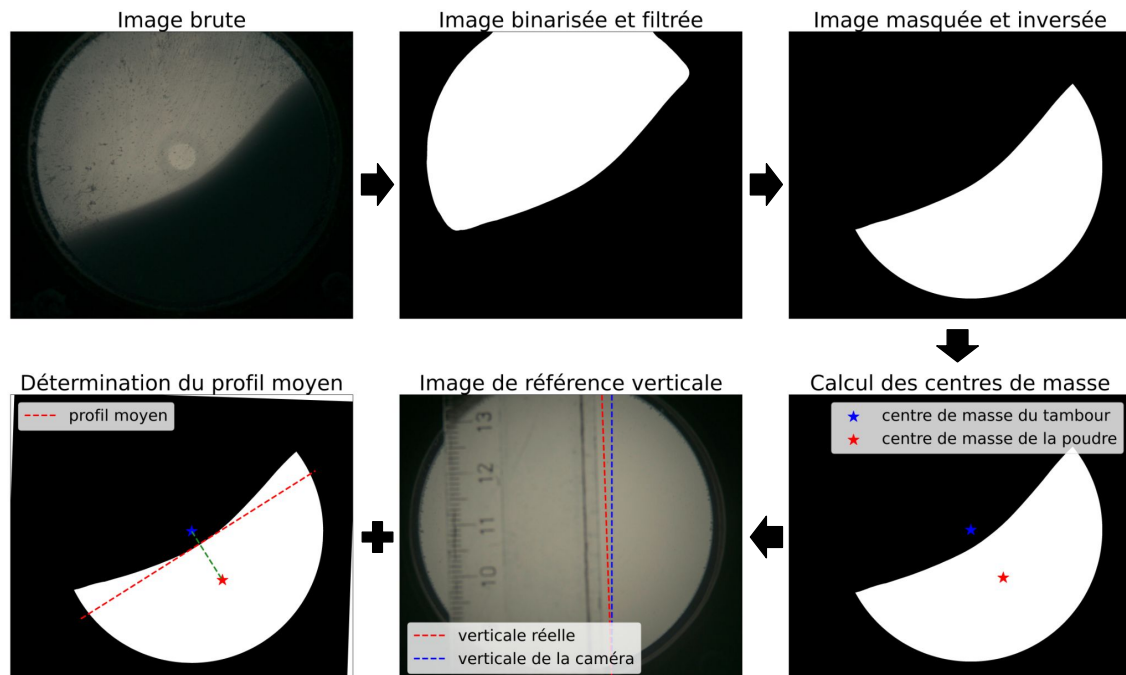 Image brute
Image binarisée et filtrée
Image masquée et inversée
Détermination du profil moyen
profil moyen
Image de référence verticale
13
12
11
10
verticale réelle
verticale de la caméra
Calcul des centres de masse
centre de masse du tambour
centre de masse de la poudre